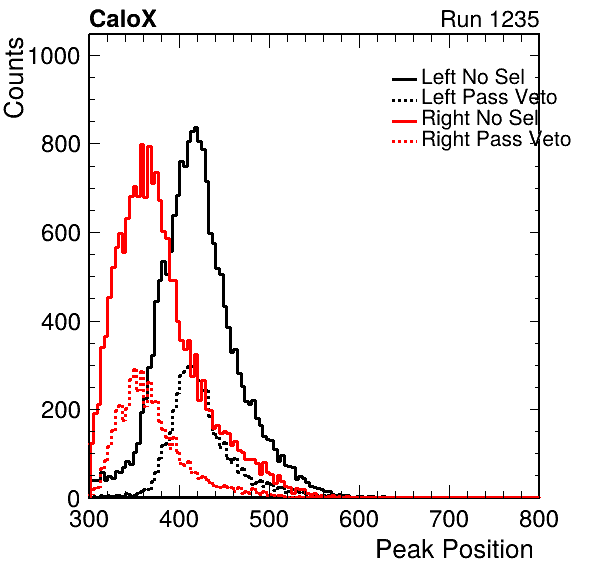 CaloX Run 1235
Counts
1000
800
600
400
200
0
Left No Sel
Left Pass Veto
Right No Sel
Right Pass Veto
300 400 500 600 700 800
Peak Position